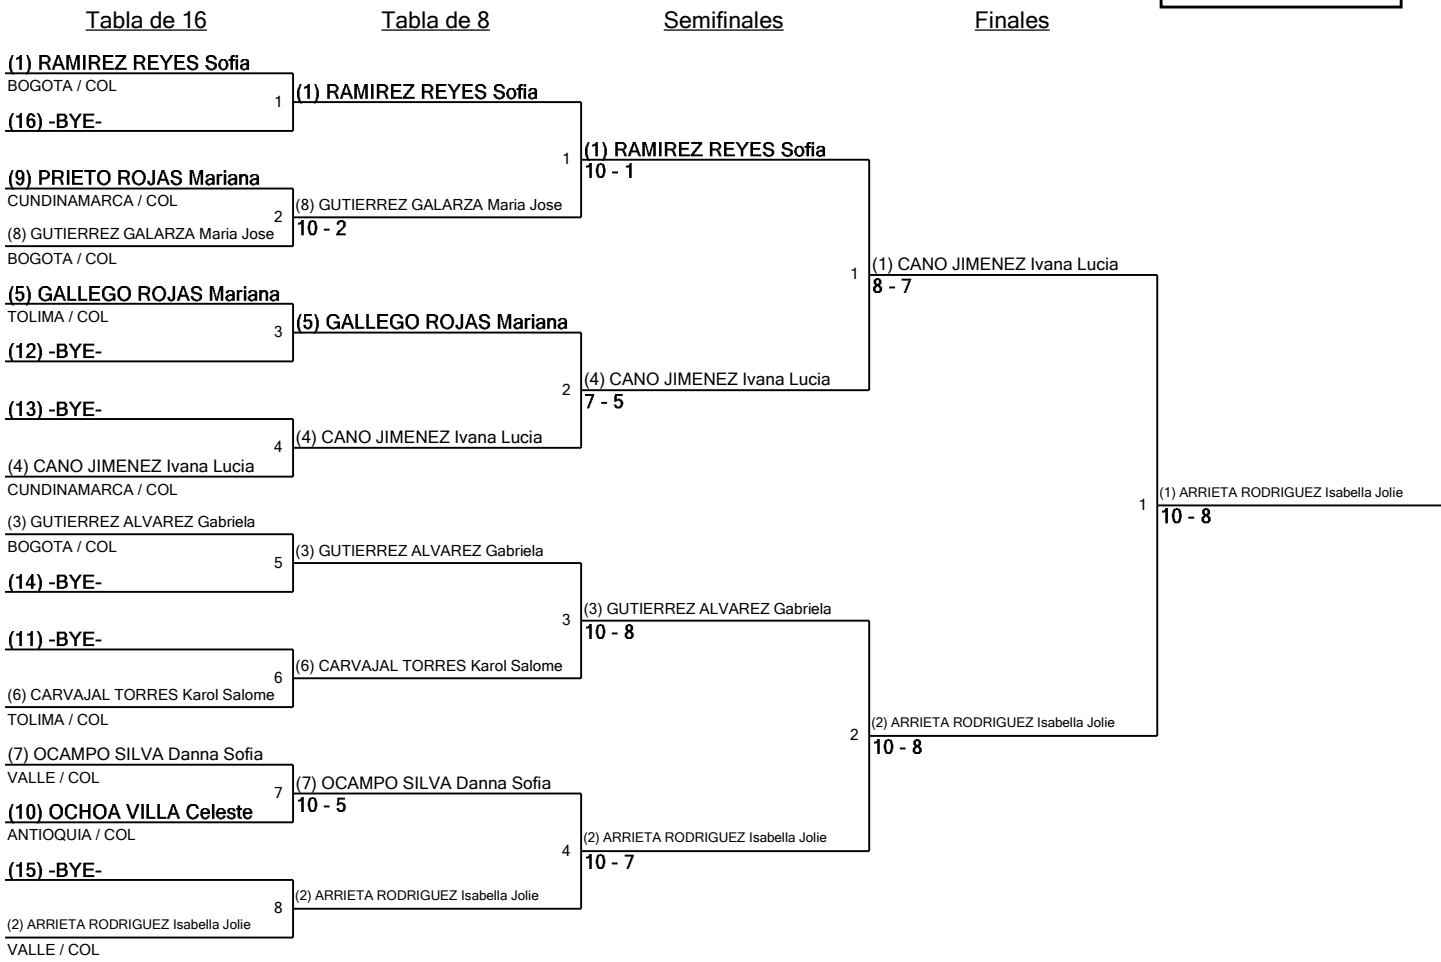 Tabla de 16
Tabla de 8
Semifinales
Finales
(1) RAMIREZ REYES Sofia
BOGOTA / COL
1
(16) -BYE-
(9) PRIETO ROJAS Mariana
CUNDINAMARCA / COL
2
(8) GUTIERREZ GALARZA Maria Jose
BOGOTA / COL
(5) GALLEGO ROJAS Mariana
TOLIMA / COL
3
(12) -BYE-
(13) -BYE-
4
(4) CANO JIMENEZ Ivana Lucia
CUNDINAMARCA / COL
(3) GUTIERREZ ALVAREZ Gabriela
BOGOTA / COL
5
(14) -BYE-
(11) -BYE-
6
(6) CARVAJAL TORRES Karol Salome
TOLIMA / COL
(7) OCAMPO SILVA Danna Sofia
VALLE / COL
7
(10) OCHOA VILLA Celeste
ANTIOQUIA / COL
(15) -BYE-
8
(2) ARRIETA RODRIGUEZ Isabella Jolie
VALLE / COL
(1) RAMIREZ REYES Sofia
1
(8) GUTIERREZ GALARZA Maria Jose
10 - 2
(5) GALLEGO ROJAS Mariana
2
(4) CANO JIMENEZ Ivana Lucia
(3) GUTIERREZ ALVAREZ Gabriela
3
(6) CARVAJAL TORRES Karol Salome
(7) OCAMPO SILVA Danna Sofia
10 - 5
4
(2) ARRIETA RODRIGUEZ Isabella Jolie
(1) RAMIREZ REYES Sofia
10 - 1
1
(4) CANO JIMENEZ Ivana Lucia
7 - 5
(3) GUTIERREZ ALVAREZ Gabriela
10 - 8
2
(2) ARRIETA RODRIGUEZ Isabella Jolie
10 - 7
(1) CANO JIMENEZ Ivana Lucia
8 - 7
1
(2) ARRIETA RODRIGUEZ Isabella Jolie
10 - 8
(1) ARRIETA RODRIGUEZ Isabella Jolie
10 - 8